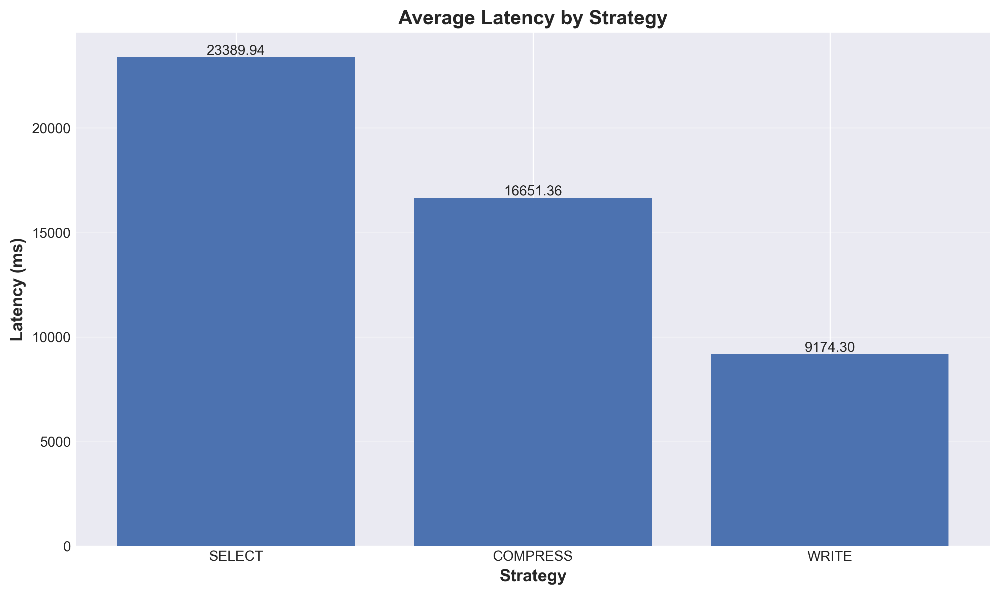 Average Latency by Strategy
23389.94
16651.36
9174.30
Latency (ms)
20000
15000
10000
5000
0
SELECT
COMPRESS
WRITE
Strategy